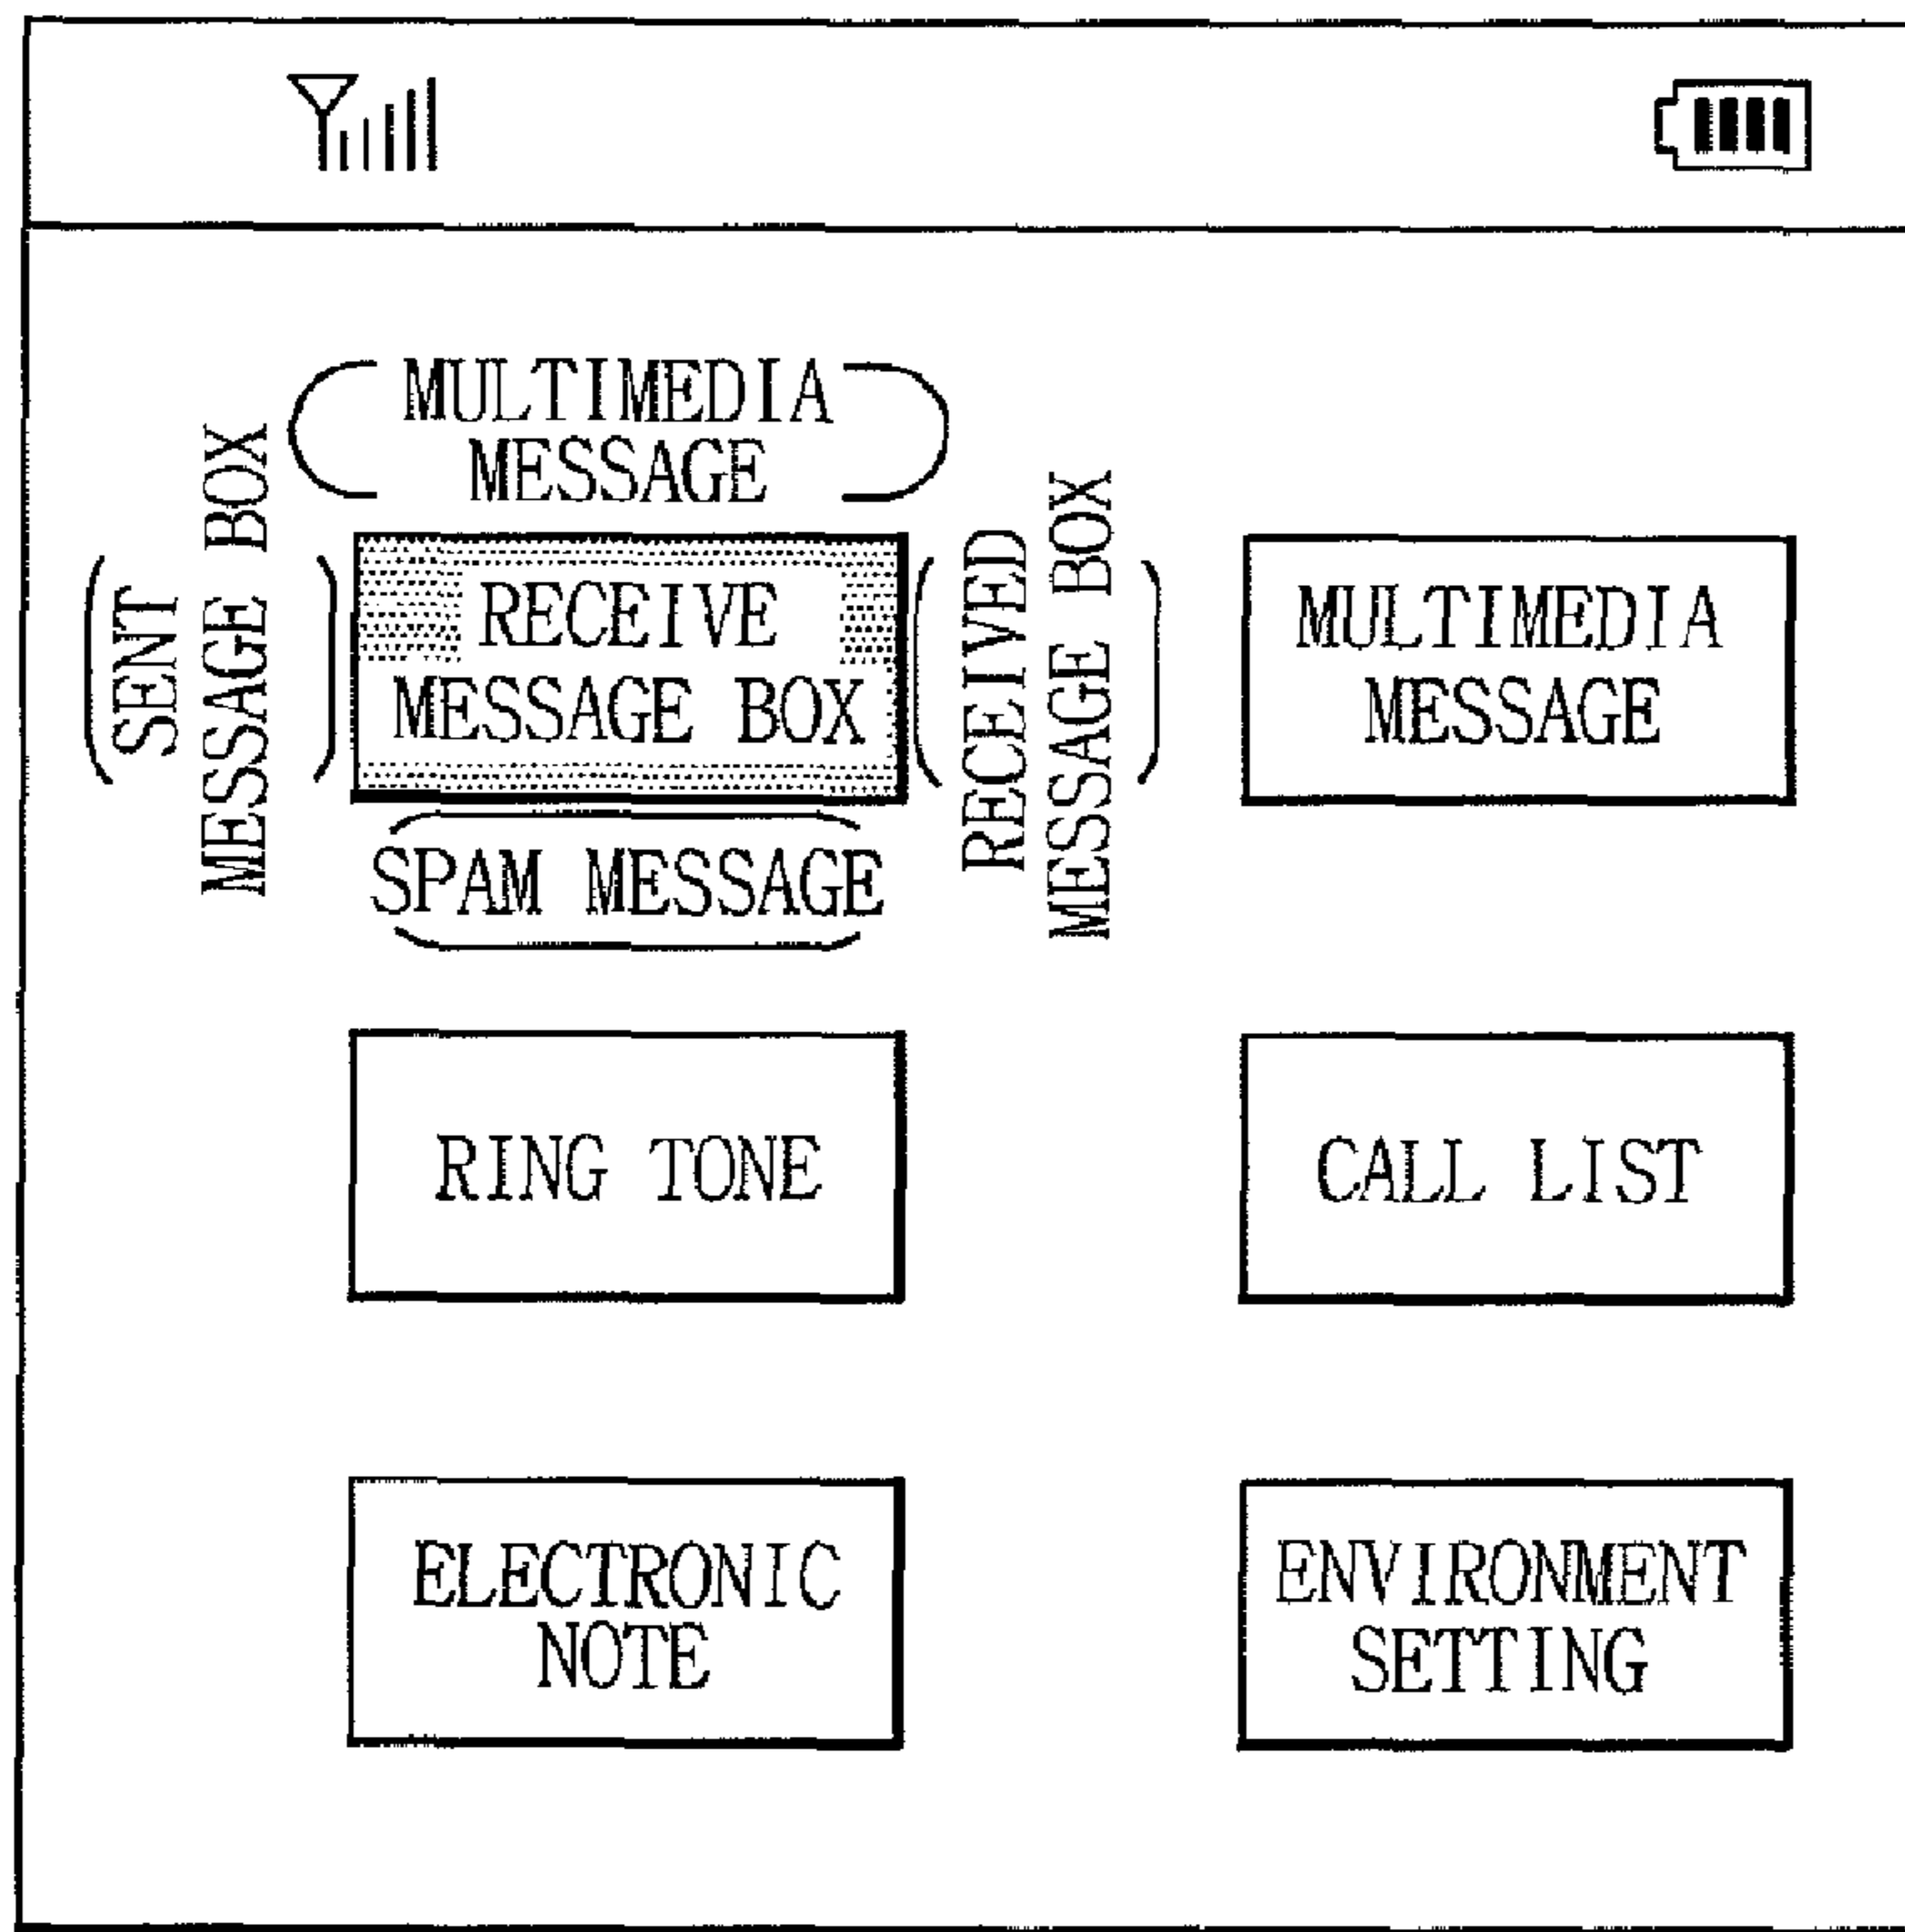 MULTIMEDIA
MESSAGE
SENT
MESSAGE BOX
RECEIVE
MESSAGE BOX
RECEIVED
MESSAGE BOX
SPAM MESSAGE
MULTIMEDIA
MESSAGE
RING TONE
CALL LIST
ELECTRONIC
NOTE
ENVIRONMENT
SETTING